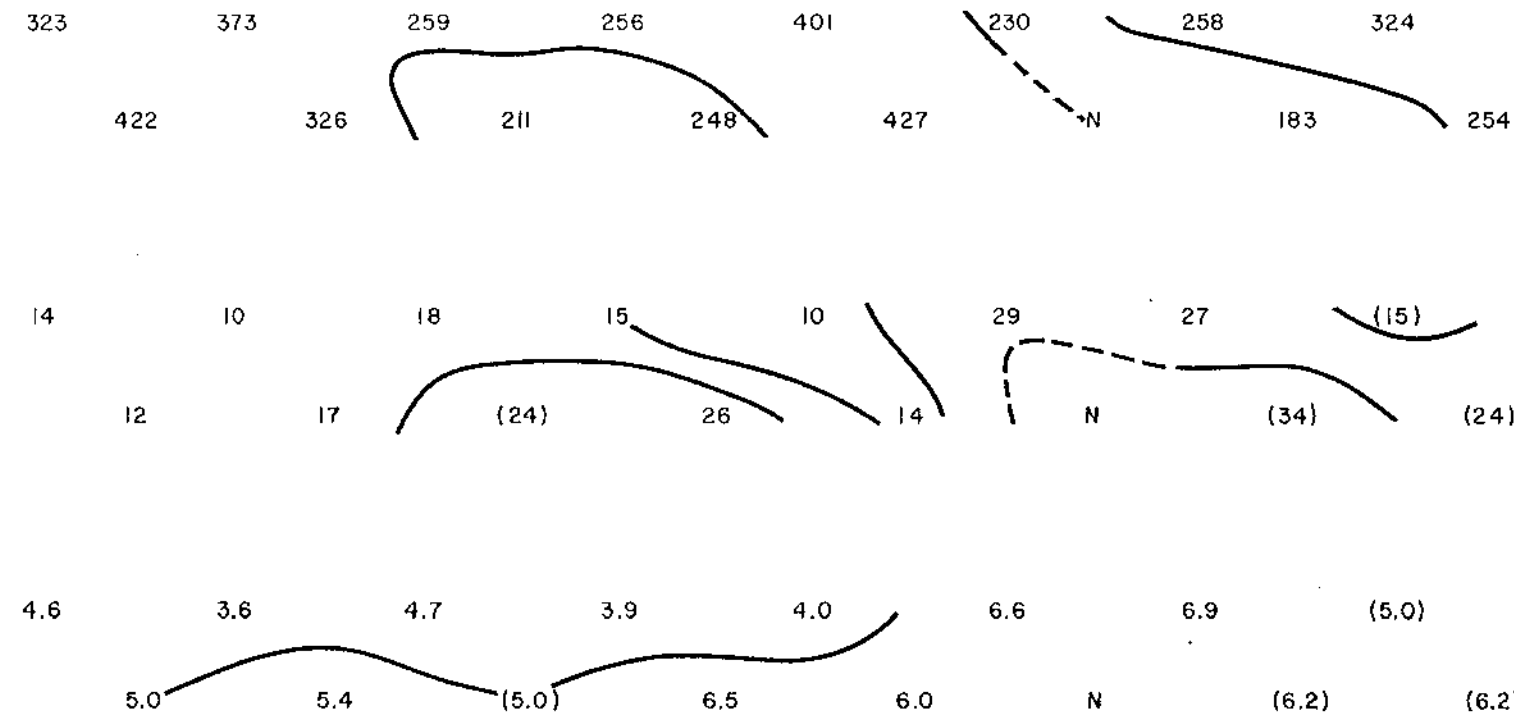 323 373 259 256 401 230 258 324
422 326 211 248 427 N 183 254
14 10 18 15 10 29 27 (15)
12 17 (24) 26 14 N (34) (24)
4.6 3.6 4.7 3.9 4.0 6.6 6.9 (5.0)
5.0 5.4 (5.0) 6.5 6.0 N (6.2) (6.2